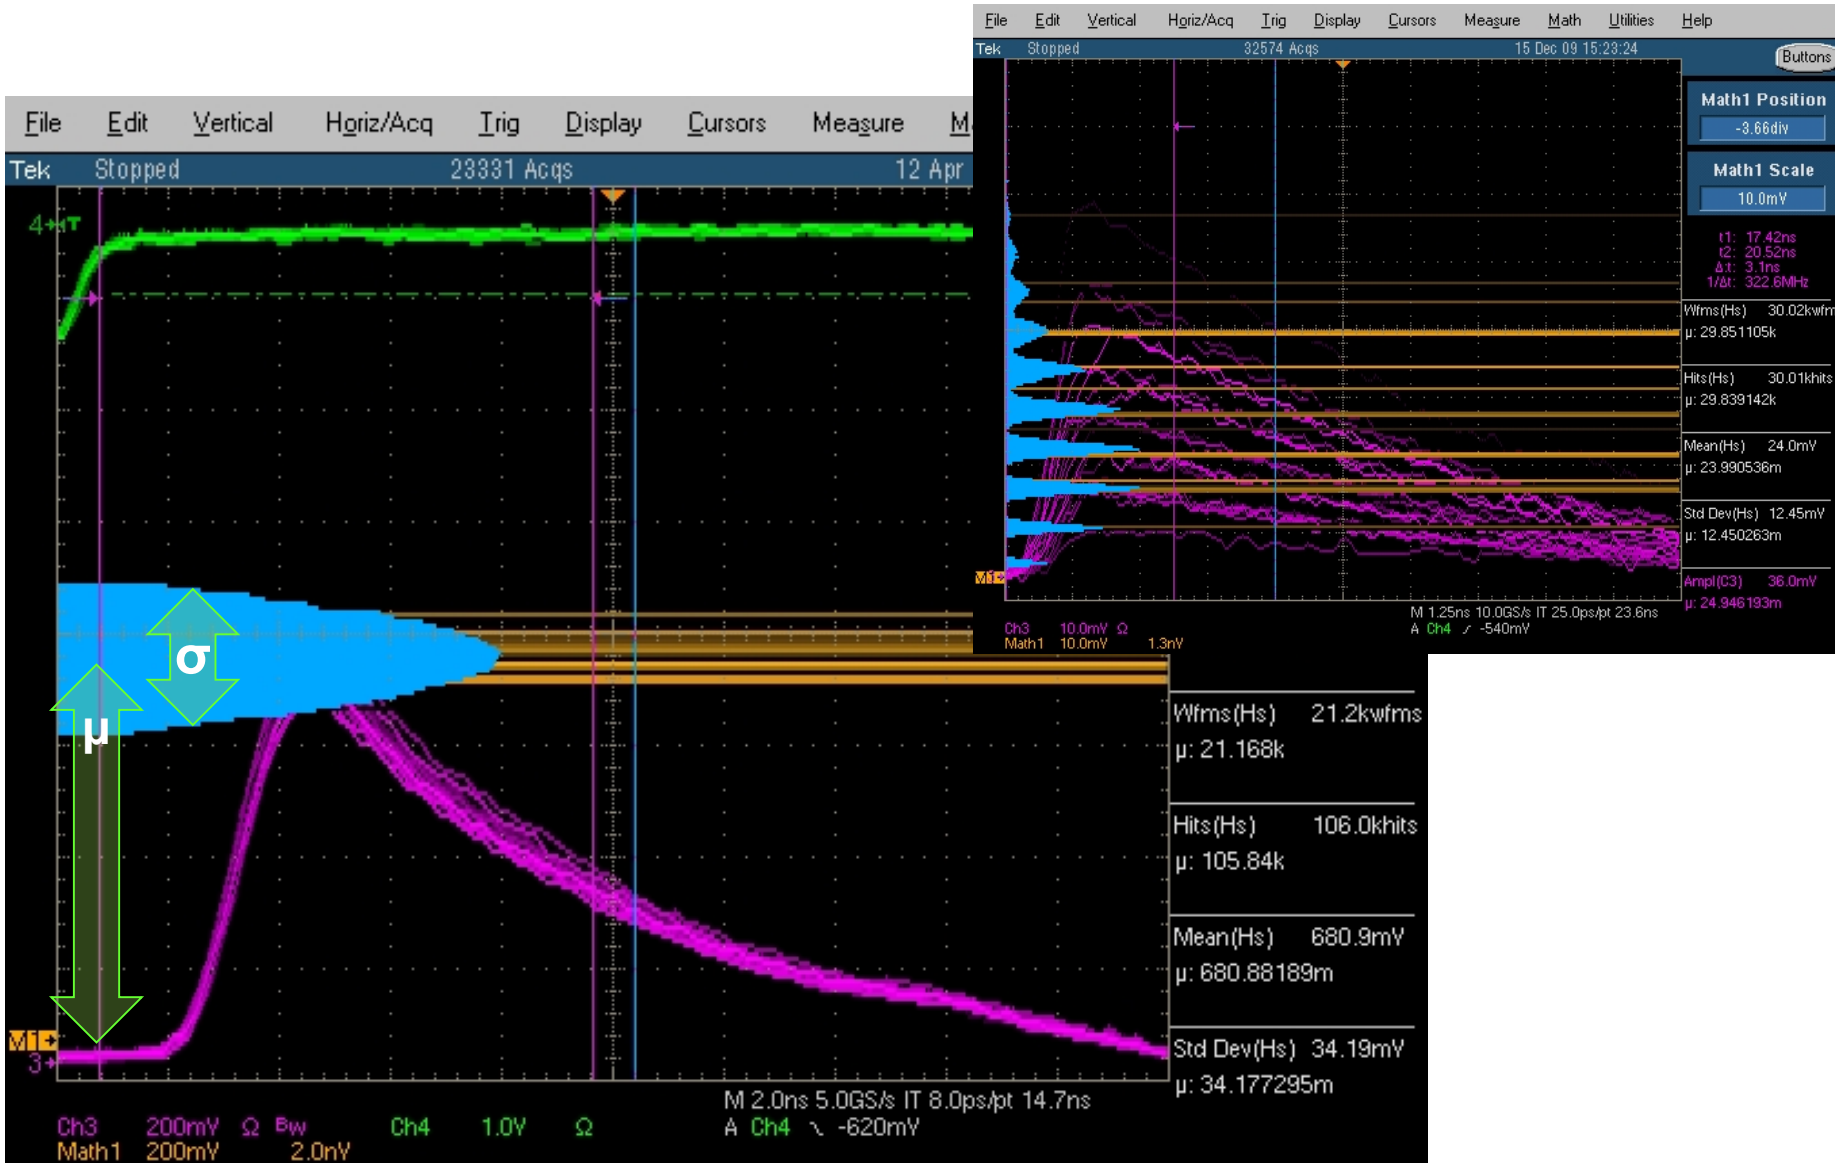 File Edit Vertical Horiz/Acq Trig Display Cursors Measure Math Utilities Help
Tek Stopped 32574 Acqs 15 Dec 09 15:23:24
Buttons
Math1 Position
-3.66div
Math1 Scale
10.0mV
t1: 17.42ns
t2: 20.52ns
Δt: 3.1ns
1/Δt: 322.6MHz
Wfms(Hs) 30.02kwfm
µ: 29.851105k
Hits(Hs) 30.01khits
µ: 29.839142k
Mean(Hs) 24.0mV
µ: 23.990536m
Std Dev(Hs) 12.45mV
µ: 12.450263m
Ampl(C3) 36.0mV
µ: 24.946193m
M1
M 1.25ns 10.0GS/s IT 25.0ps/pt 23.6ns
A Ch4 -540mV
Ch3 10.0mV Ω
Math1 10.0mV 1.3nV
File Edit Vertical Horiz/Acq Trig Display Cursors Measure M
Tek Stopped 23331 Acqs 12 Apr
4 T
σ
µ
M1
3
Wfms(Hs) 21.2kwfms
µ: 21.168k
Hits(Hs) 106.0khits
µ: 105.84k
Mean(Hs) 680.9mV
µ: 680.88189m
Std Dev(Hs) 34.19mV
µ: 34.177295m
M 2.0ns 5.0GS/s IT 8.0ps/pt 14.7ns
A Ch4 -620mV
Ch3 200mV Ω Bw Ch4 1.0V Ω
Math1 200mV 2.0nV